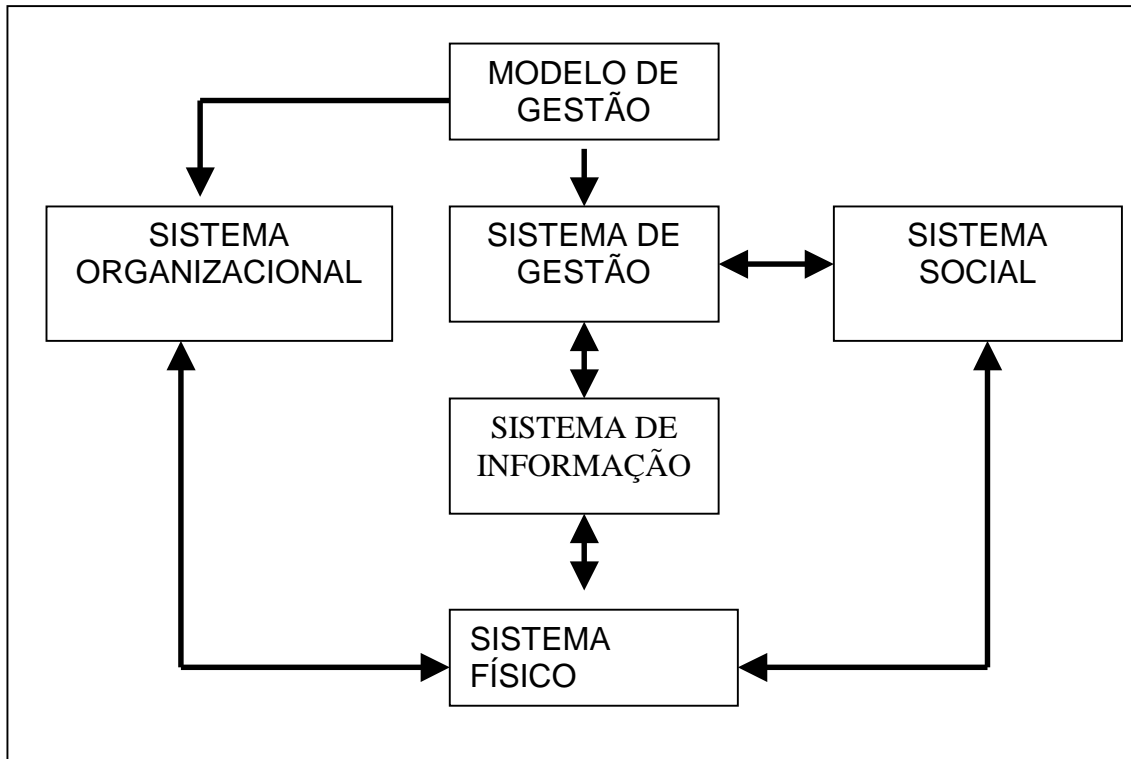 MODELO DE
GESTÃO
SISTEMA
ORGANIZACIONAL
SISTEMA DE
GESTÃO
SISTEMA
SOCIAL
SISTEMA DE
INFORMAÇÃO
SISTEMA
FÍSICO